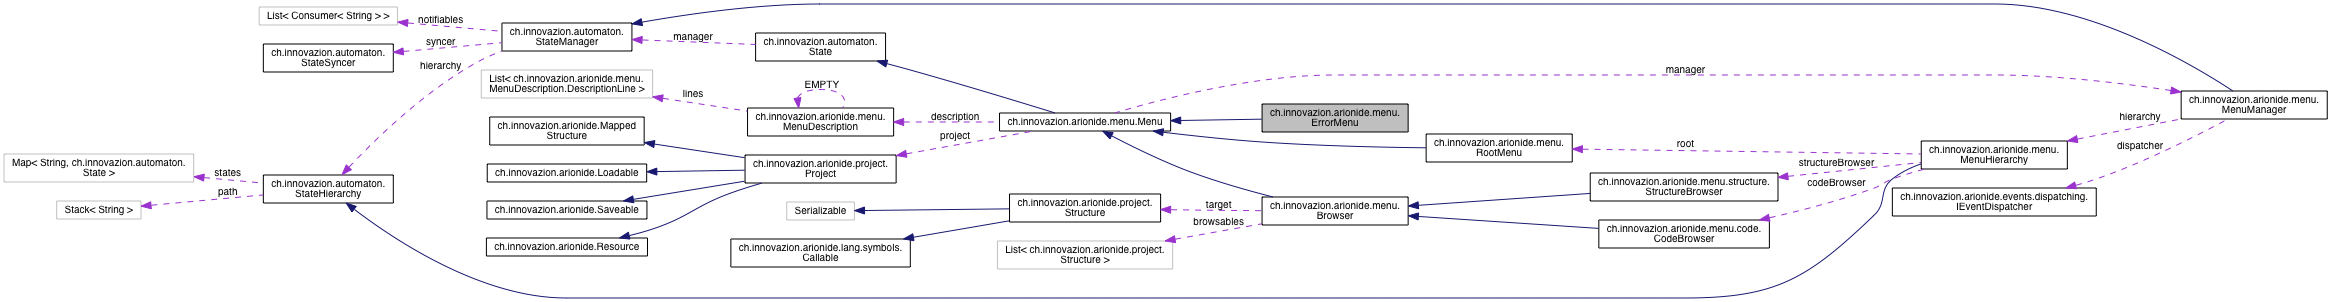 List< Consumer< String > >
notifiables
ch.innovazion.automaton.
StateManager
syncer
ch.innovazion.automaton.
StateSyncer
hierarchy
manager
ch.innovazion.automaton.
State
List< ch.innovazion.arionide.menu.
MenuDescription.DescriptionLine >
lines
EMPTY
ch.innovazion.arionide.menu.
MenuDescription
description
ch.innovazion.arionide.menu.Menu
manager
ch.innovazion.arionide.menu.
ErrorMenu
ch.innovazion.arionide.menu.
MenuManager
ch.innovazion.arionide.Mapped
Structure
project
ch.innovazion.arionide.menu.
RootMenu
root
ch.innovazion.arionide.menu.
MenuHierarchy
hierarchy
dispatcher
Map< String, ch.innovazion.automaton.
State >
states
path
Stack< String >
ch.innovazion.automaton.
StateHierarchy
ch.innovazion.arionide.Loadable
ch.innovazion.arionide.project.
Project
ch.innovazion.arionide.Saveable
ch.innovazion.arionide.Resource
structureBrowser
codeBrowser
ch.innovazion.arionide.menu.structure.
StructureBrowser
ch.innovazion.arionide.events.dispatching.
IEventDispatcher
Serializable
ch.innovazion.arionide.project.
Structure
target
browsables
ch.innovazion.arionide.menu.
Browser
ch.innovazion.arionide.menu.code.
CodeBrowser
ch.innovazion.arionide.lang.symbols.
Callable
List< ch.innovazion.arionide.project.
Structure >